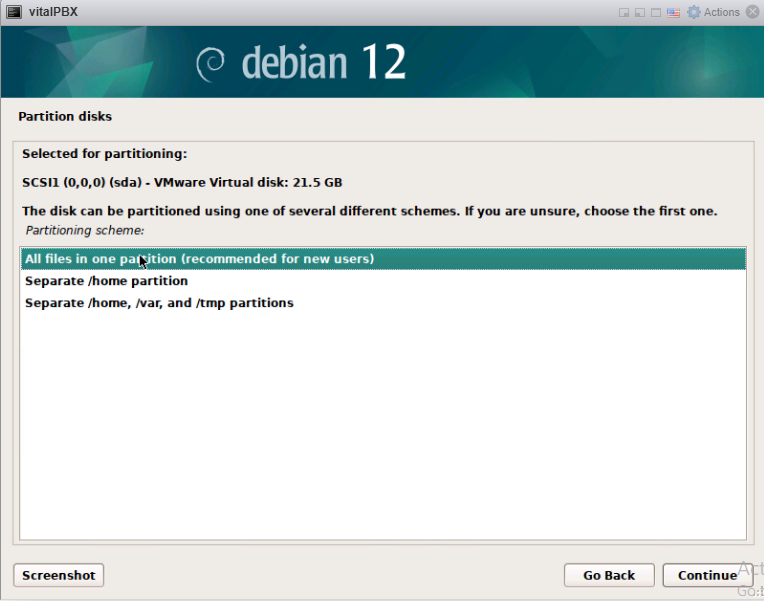 vitalPBX
Actions
debian 12
Partition disks
Selected for partitioning:
SCSI1 (0,0,0) (sda) - VMware Virtual disk: 21.5 GB
The disk can be partitioned using one of several different schemes. If you are unsure, choose the first one.
Partitioning scheme:
All files in one partition (recommended for new users)
Separate /home partition
Separate /home, /var, and /tmp partitions
Screenshot
Go Back
Continue